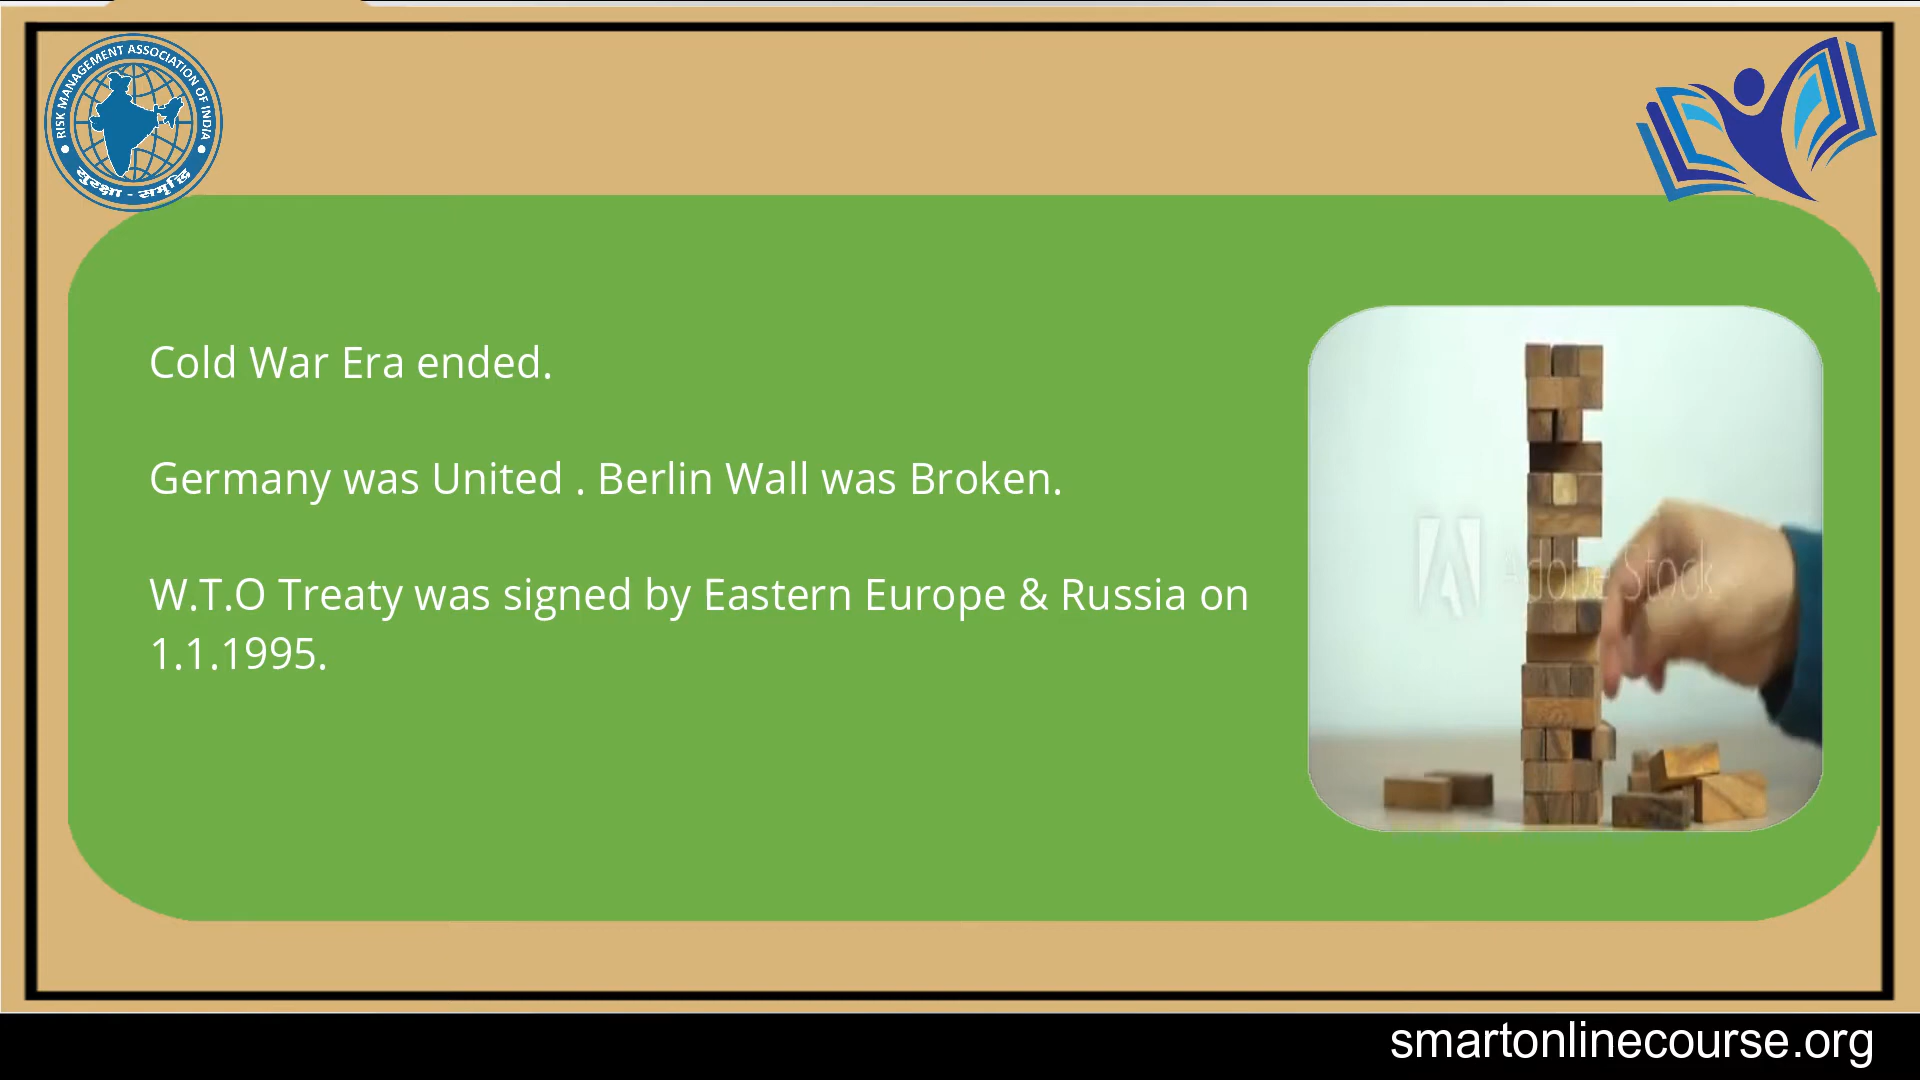 RISK MANAGEMENT ASSOCIATION OF INDIA
सुरक्षा - समृद्धि
Cold War Era ended.
Germany was United . Berlin Wall was Broken.
W.T.O Treaty was signed by Eastern Europe & Russia on
1.1.1995.
Adobe Stock
smartonlinecourse.org